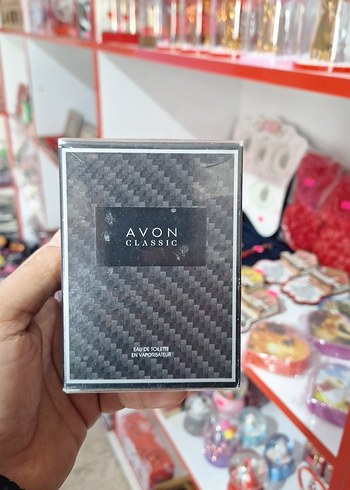 AVON
CLASSIC
EAU DE TOILETTE
EN VAPORISATEUR